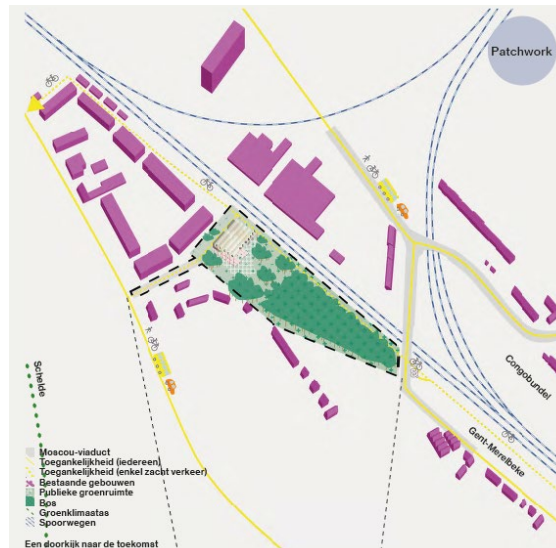 Patchwork
Schelde
Congobundel
Gent-Merelbeke
Moscou-viaduct
Toegankelijkheid (iedereen)
Toegankelijkheid (enkel zacht verkeer)
Bestaande gebouwen
Publieke groenruimte
Bos
Groenklimaatas
Spoorwegen
Een doorkijk naar de toekomst